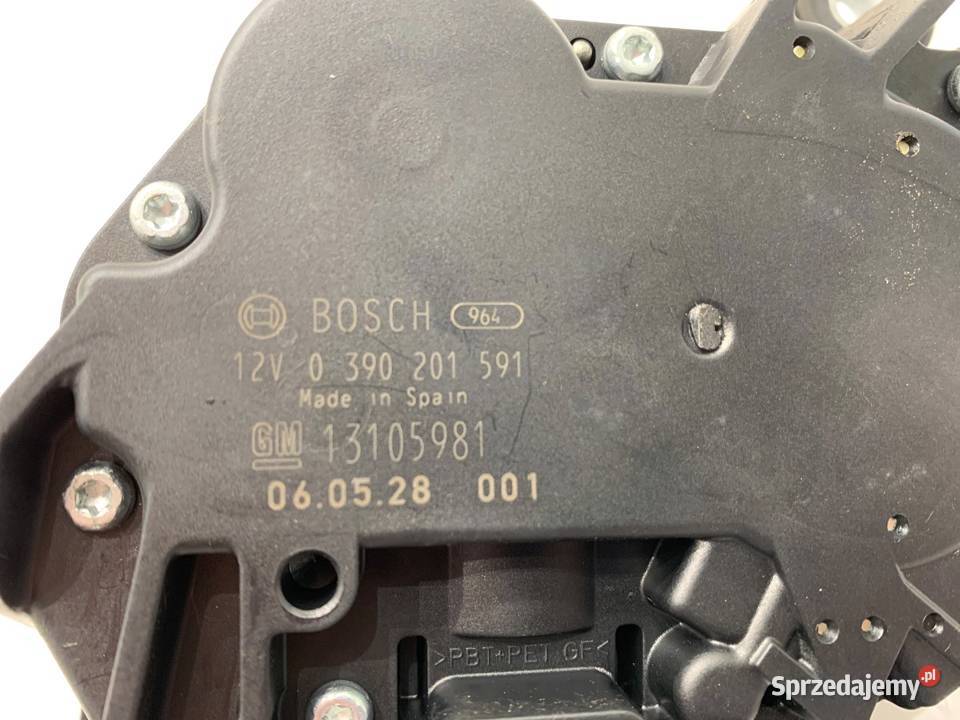 BOSCH 964
12V 0 390 201 591
Made in Spain
GM 13105981
06.05.28 001
>PBT+PET GF<
Sprzedajemy.pl